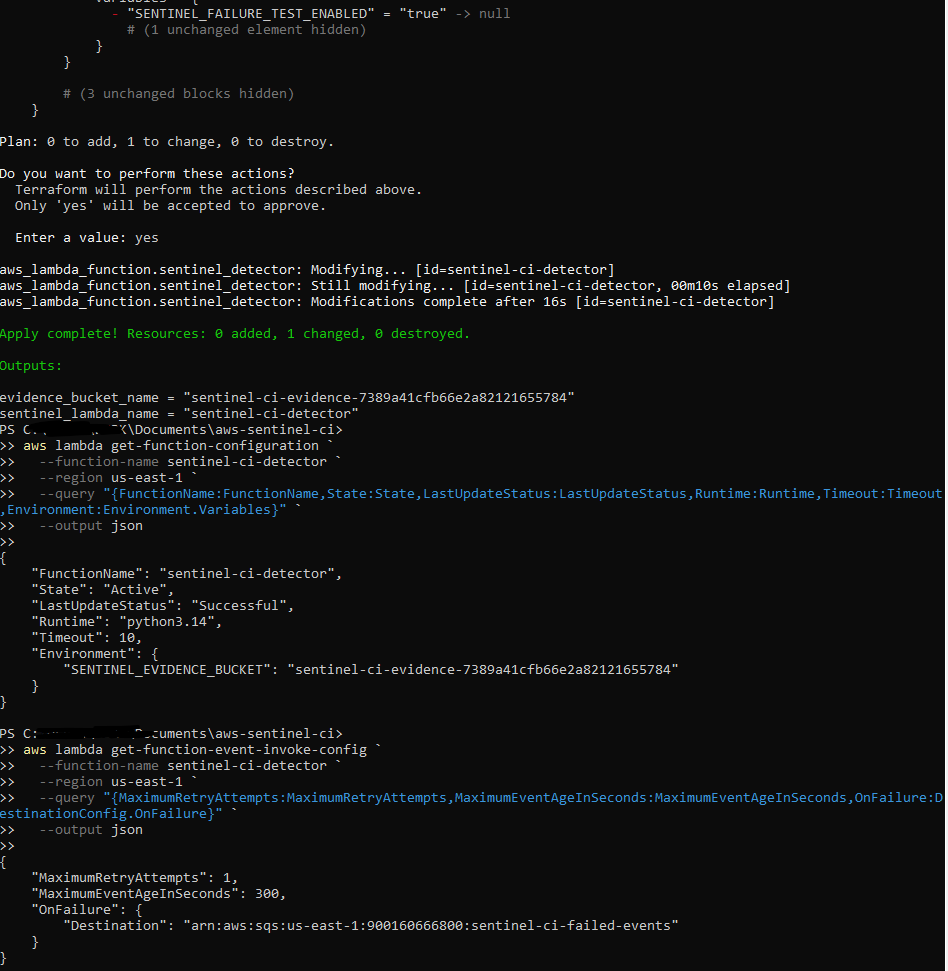 - "SENTINEL_FAILURE_TEST_ENABLED" = "true" -> null
# (1 unchanged element hidden)
}
}
# (3 unchanged blocks hidden)
}
Plan: 0 to add, 1 to change, 0 to destroy.
Do you want to perform these actions?
Terraform will perform the actions described above.
Only 'yes' will be accepted to approve.
Enter a value: yes
aws_lambda_function.sentinel_detector: Modifying... [id=sentinel-ci-detector]
aws_lambda_function.sentinel_detector: Still modifying... [id=sentinel-ci-detector, 00m10s elapsed]
aws_lambda_function.sentinel_detector: Modifications complete after 16s [id=sentinel-ci-detector]
Apply complete! Resources: 0 added, 1 changed, 0 destroyed.
Outputs:
evidence_bucket_name = "sentinel-ci-evidence-7389a41cfb66e2a82121655784"
sentinel_lambda_name = "sentinel-ci-detector"
PS C: \Documents\aws-sentinel-ci>
>> aws lambda get-function-configuration `
>>   --function-name sentinel-ci-detector `
>>   --region us-east-1 `
>>   --query "{FunctionName:FunctionName,State:State,LastUpdateStatus:LastUpdateStatus,Runtime:Runtime,Timeout:Timeout
,Environment:Environment.Variables}" `
>>   --output json
>>
{
"FunctionName": "sentinel-ci-detector",
"State": "Active",
"LastUpdateStatus": "Successful",
"Runtime": "python3.14",
"Timeout": 10,
"Environment": {
"SENTINEL_EVIDENCE_BUCKET": "sentinel-ci-evidence-7389a41cfb66e2a82121655784"
}
}
PS C: \aws-sentinel-ci>
>> aws lambda get-function-event-invoke-config `
>>   --function-name sentinel-ci-detector `
>>   --region us-east-1 `
>>   --query "{MaximumRetryAttempts:MaximumRetryAttempts,MaximumEventAgeInSeconds:MaximumEventAgeInSeconds,OnFailure:D
estinationConfig.OnFailure}" `
>>   --output json
>>
{
"MaximumRetryAttempts": 1,
"MaximumEventAgeInSeconds": 300,
"OnFailure": {
"Destination": "arn:aws:sqs:us-east-1:900160666800:sentinel-ci-failed-events"
}
}